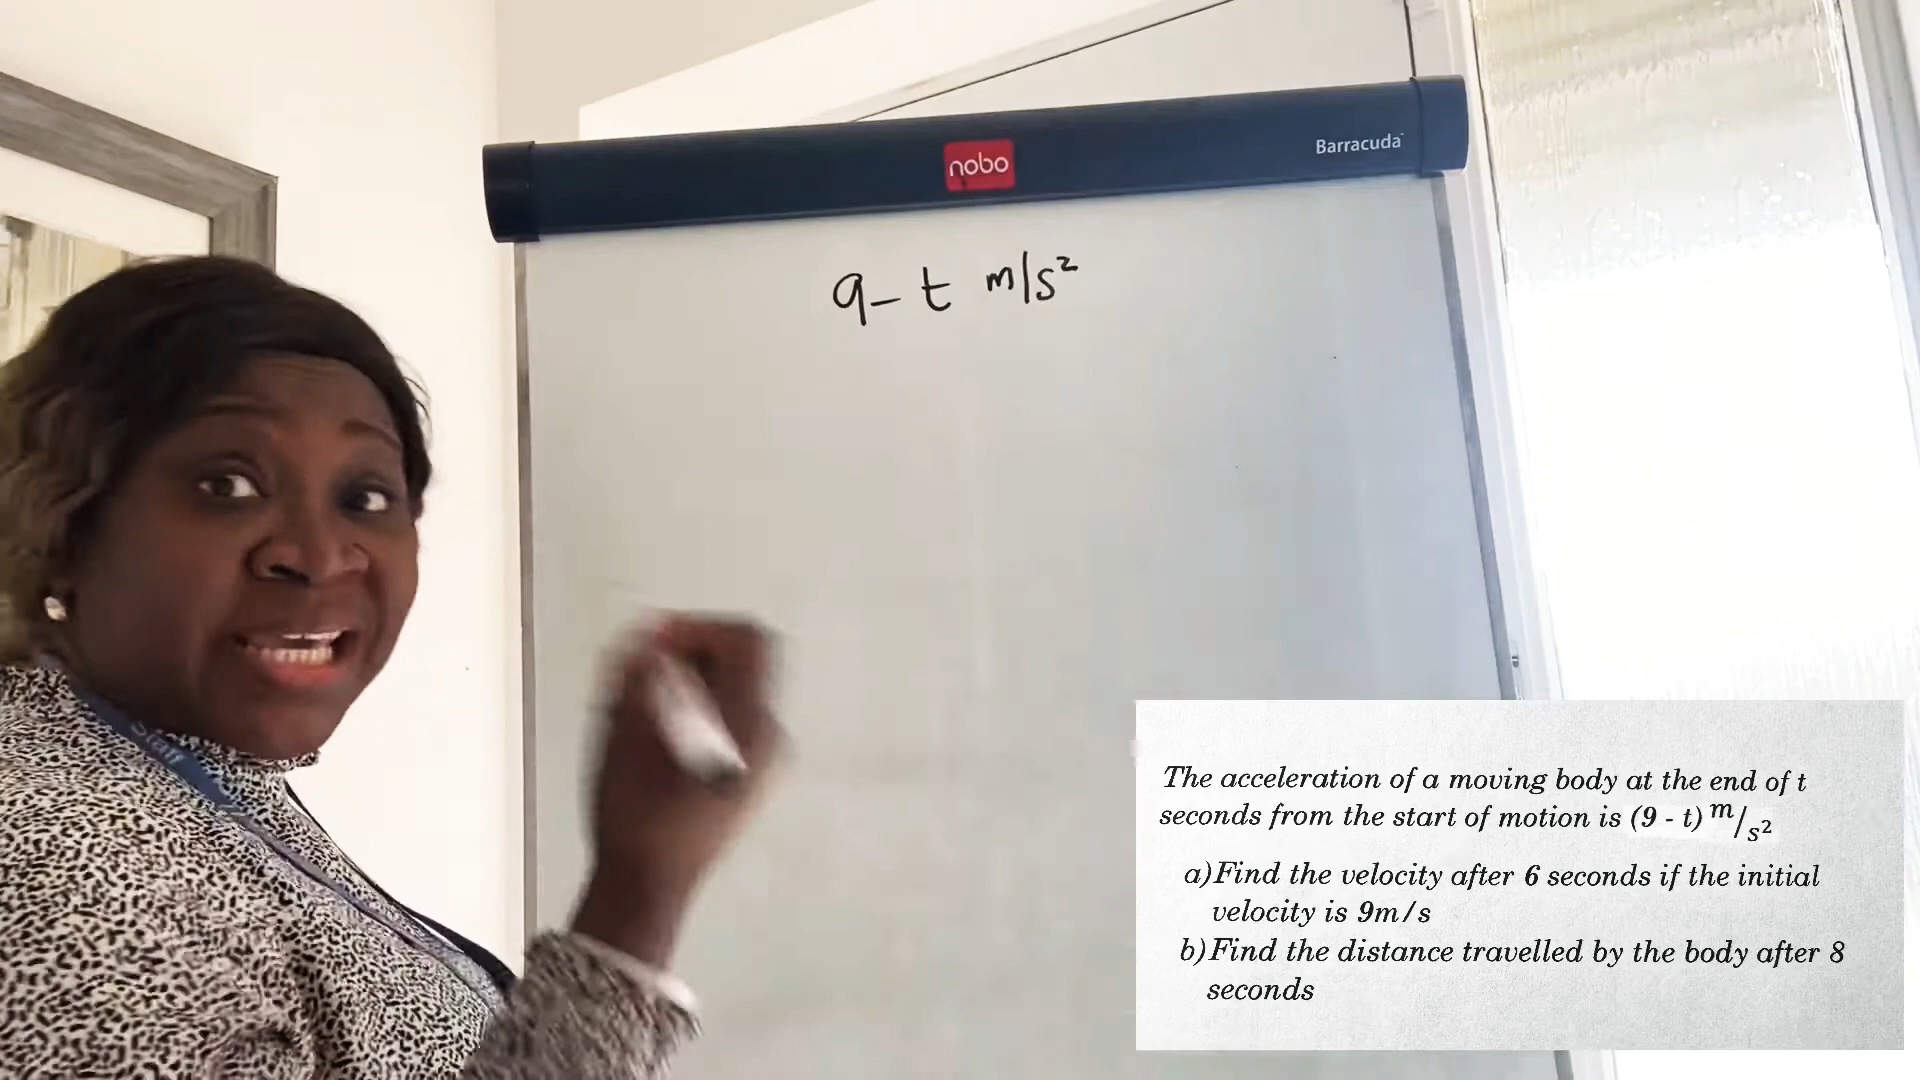 nobo
Barracuda
9- t m/s²
Staff
The acceleration of a moving body at the end of t
seconds from the start of motion is (9 - t) m/s²
a)Find the velocity after 6 seconds if the initial
velocity is 9m/s
b)Find the distance travelled by the body after 8
seconds